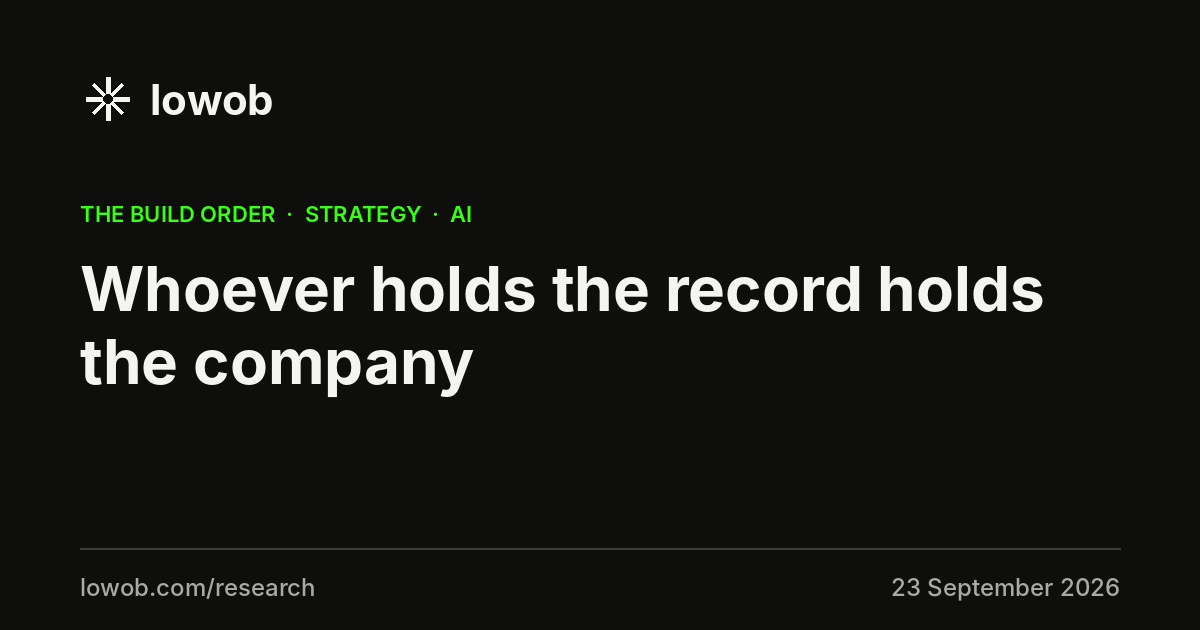 lowob
THE BUILD ORDER · STRATEGY · AI
Whoever holds the record holds
the company
lowob.com/research
23 September 2026